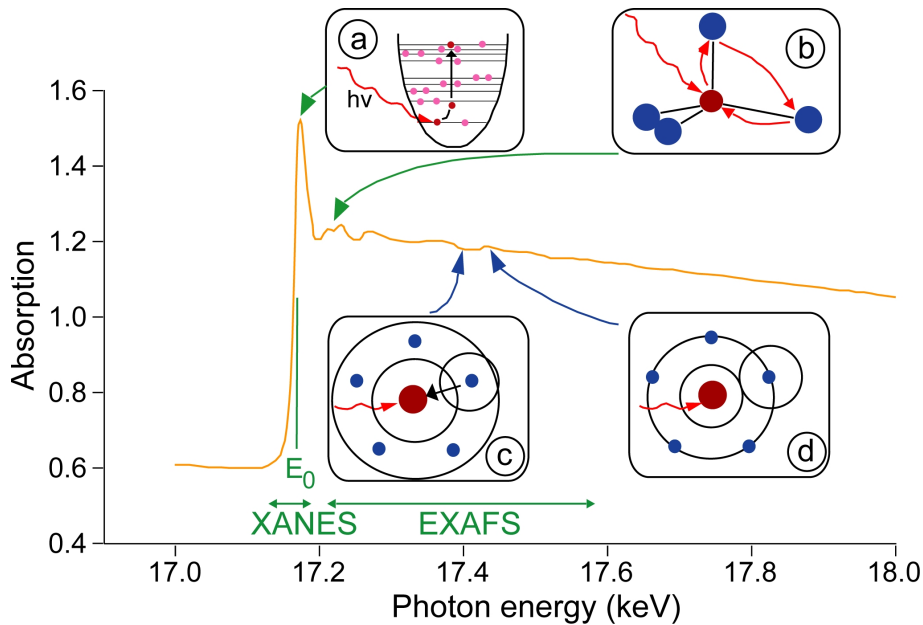 a
hv
b
1.6
1.4
1.2
1.0
0.8
0.6
0.4
Absorption
E0
c
d
XANES
EXAFS
17.0 17.2 17.4 17.6 17.8 18.0
Photon energy (keV)